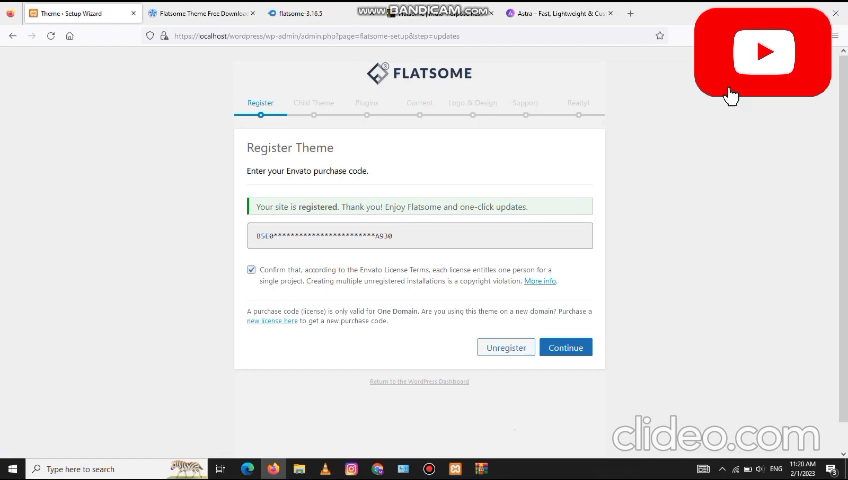 Theme › Setup Wizard
Flatsome Theme Free Download
flatsome-3.16.5
Astra – Fast, Lightweight & Cus
WWW.BANDICAM.COM
https://localhost/wordpress/wp-admin/admin.php?page=flatsome-setup&step=updates
FLATSOME
Register Child Theme Plugins Content Logo & Design Support Ready!
Register Theme
Enter your Envato purchase code.
Your site is registered. Thank you! Enjoy Flatsome and one-click updates.
B5E0************************A930
Confirm that, according to the Envato License Terms, each license entitles one person for a
single project. Creating multiple unregistered installations is a copyright violation. More info.
A purchase code (license) is only valid for One Domain. Are you using this theme on a new domain? Purchase a
new license here to get a new purchase code.
Unregister Continue
Return to the WordPress Dashboard
clideo.com
Type here to search
ENG
11:20 AM
2/1/2023